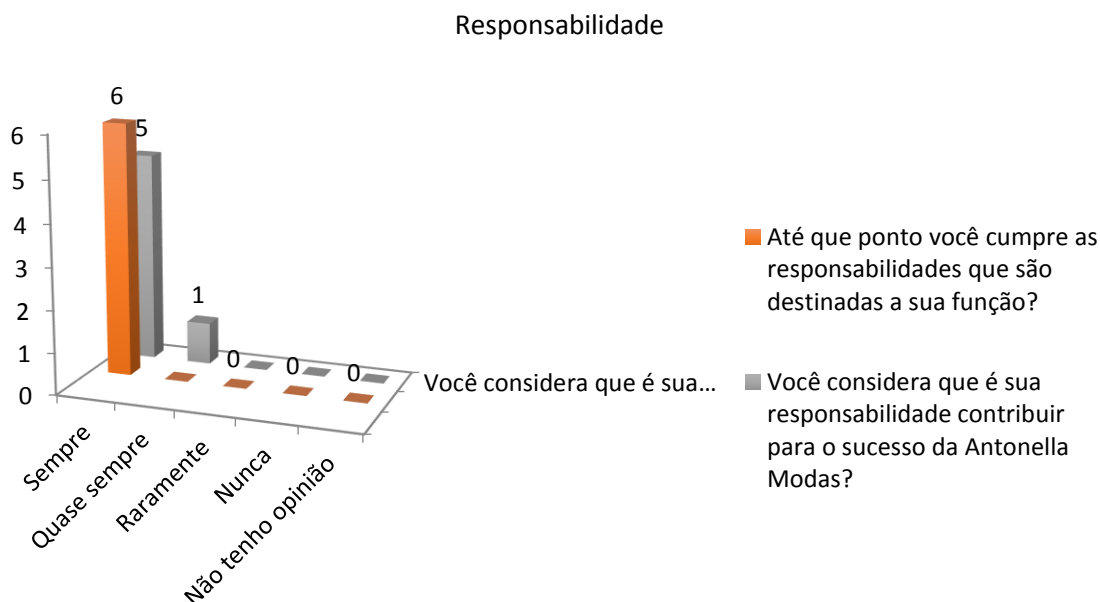 Responsabilidade
6
5
6
5
4
3
2
1
0
1
0
0
0
Sempre
Quase sempre
Raramente
Nunca
Não tenho opinião
Você considera que é sua...
Até que ponto você cumpre as
responsabilidades que são
destinadas a sua função?
Você considera que é sua
responsabilidade contribuir
para o sucesso da Antonella
Modas?